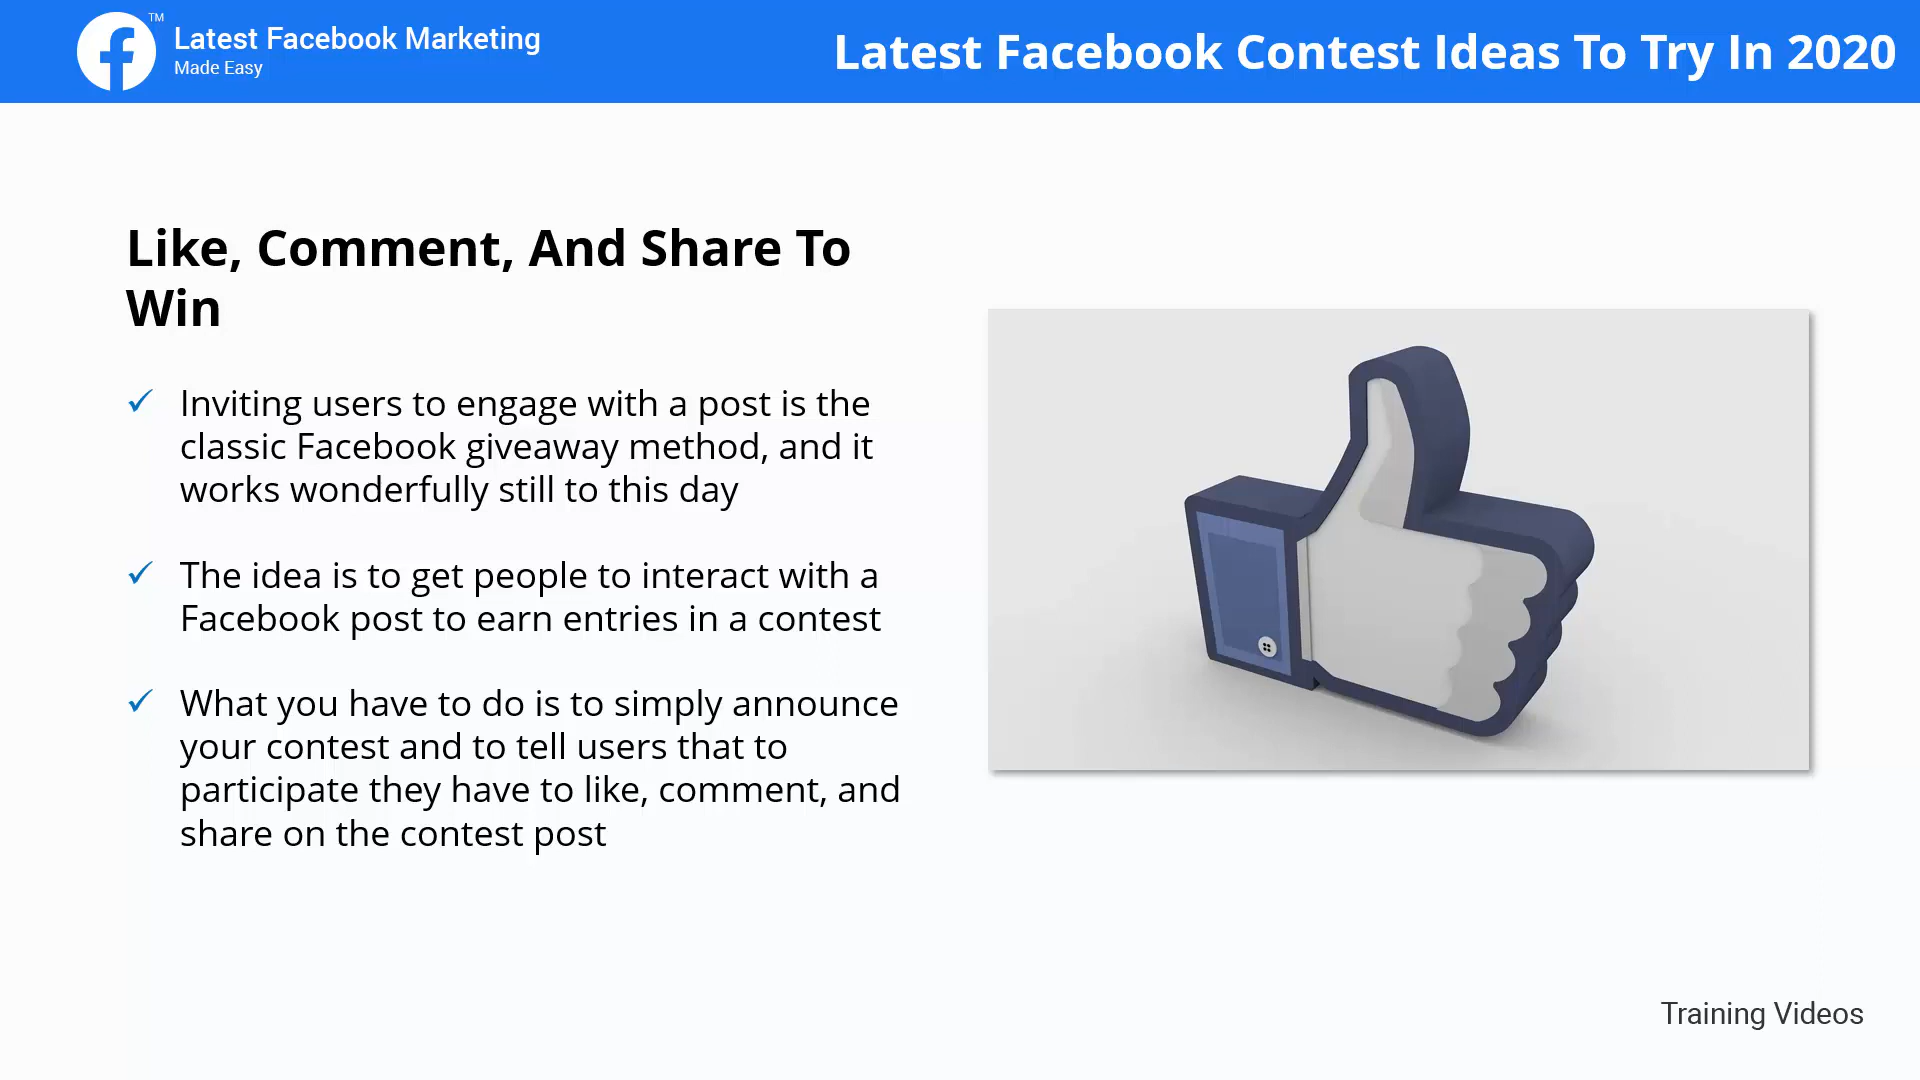 Latest Facebook Marketing
TM
Made Easy
Latest Facebook Contest Ideas To Try In 2020
Like, Comment, And Share To
Win
Inviting users to engage with a post is the
classic Facebook giveaway method, and it
works wonderfully still to this day
The idea is to get people to interact with a
Facebook post to earn entries in a contest
What you have to do is to simply announce
your contest and to tell users that to
participate they have to like, comment, and
share on the contest post
Training Videos